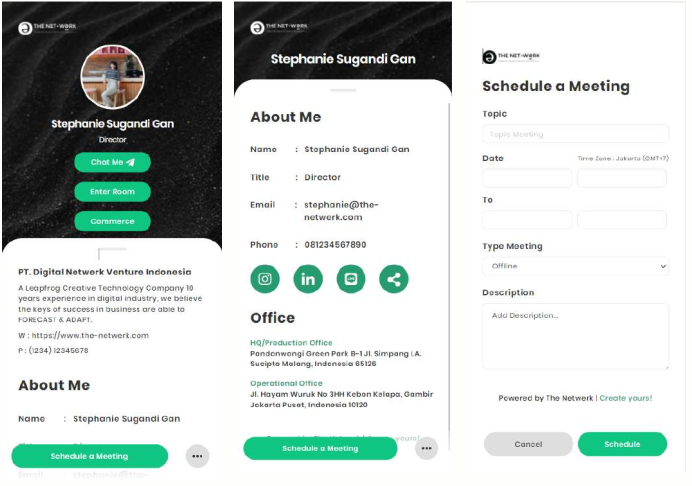 THE NET-WORK
Stephanie Sugandi Gan
Director
Chat Me
Enter Room
Commerce
PT. Digital Netwerk Venture Indonesia
A Leapfrog Creative Technology Company 10
years experience in digital industry, we believe
the keys of success in business are able to
FORECAST & ADAPT.
W : https://www.the-netwerk.com
P : (1234) 12345678
About Me
Name : Stephanie Sugandi Gan
Schedule a Meeting
THE NET-WORK
Stephanie Sugandi Gan
About Me
Name : Stephanie Sugandi Gan
Title : Director
Email : stephanie@the-
netwerk.com
Phone : 081234567890
in
Office
HQ/Production Office
Pandanwangi Green Park B-1 Jl. Simpang LA.
Sucipto Malang, Indonesia 65126
Operational Office
Jl. Hayam Wuruk No 3HH Kebon Kelapa, Gambir
Jakarta Pusat, Indonesia 10120
Schedule a Meeting
THE NET-WORK
Schedule a Meeting
Topic
Topic Meeting
Date Time Zone : Jakarta (GMT+7)
To
Type Meeting
Offline
Description
Add Description...
Powered by The Netwerk | Create yours!
Cancel Schedule